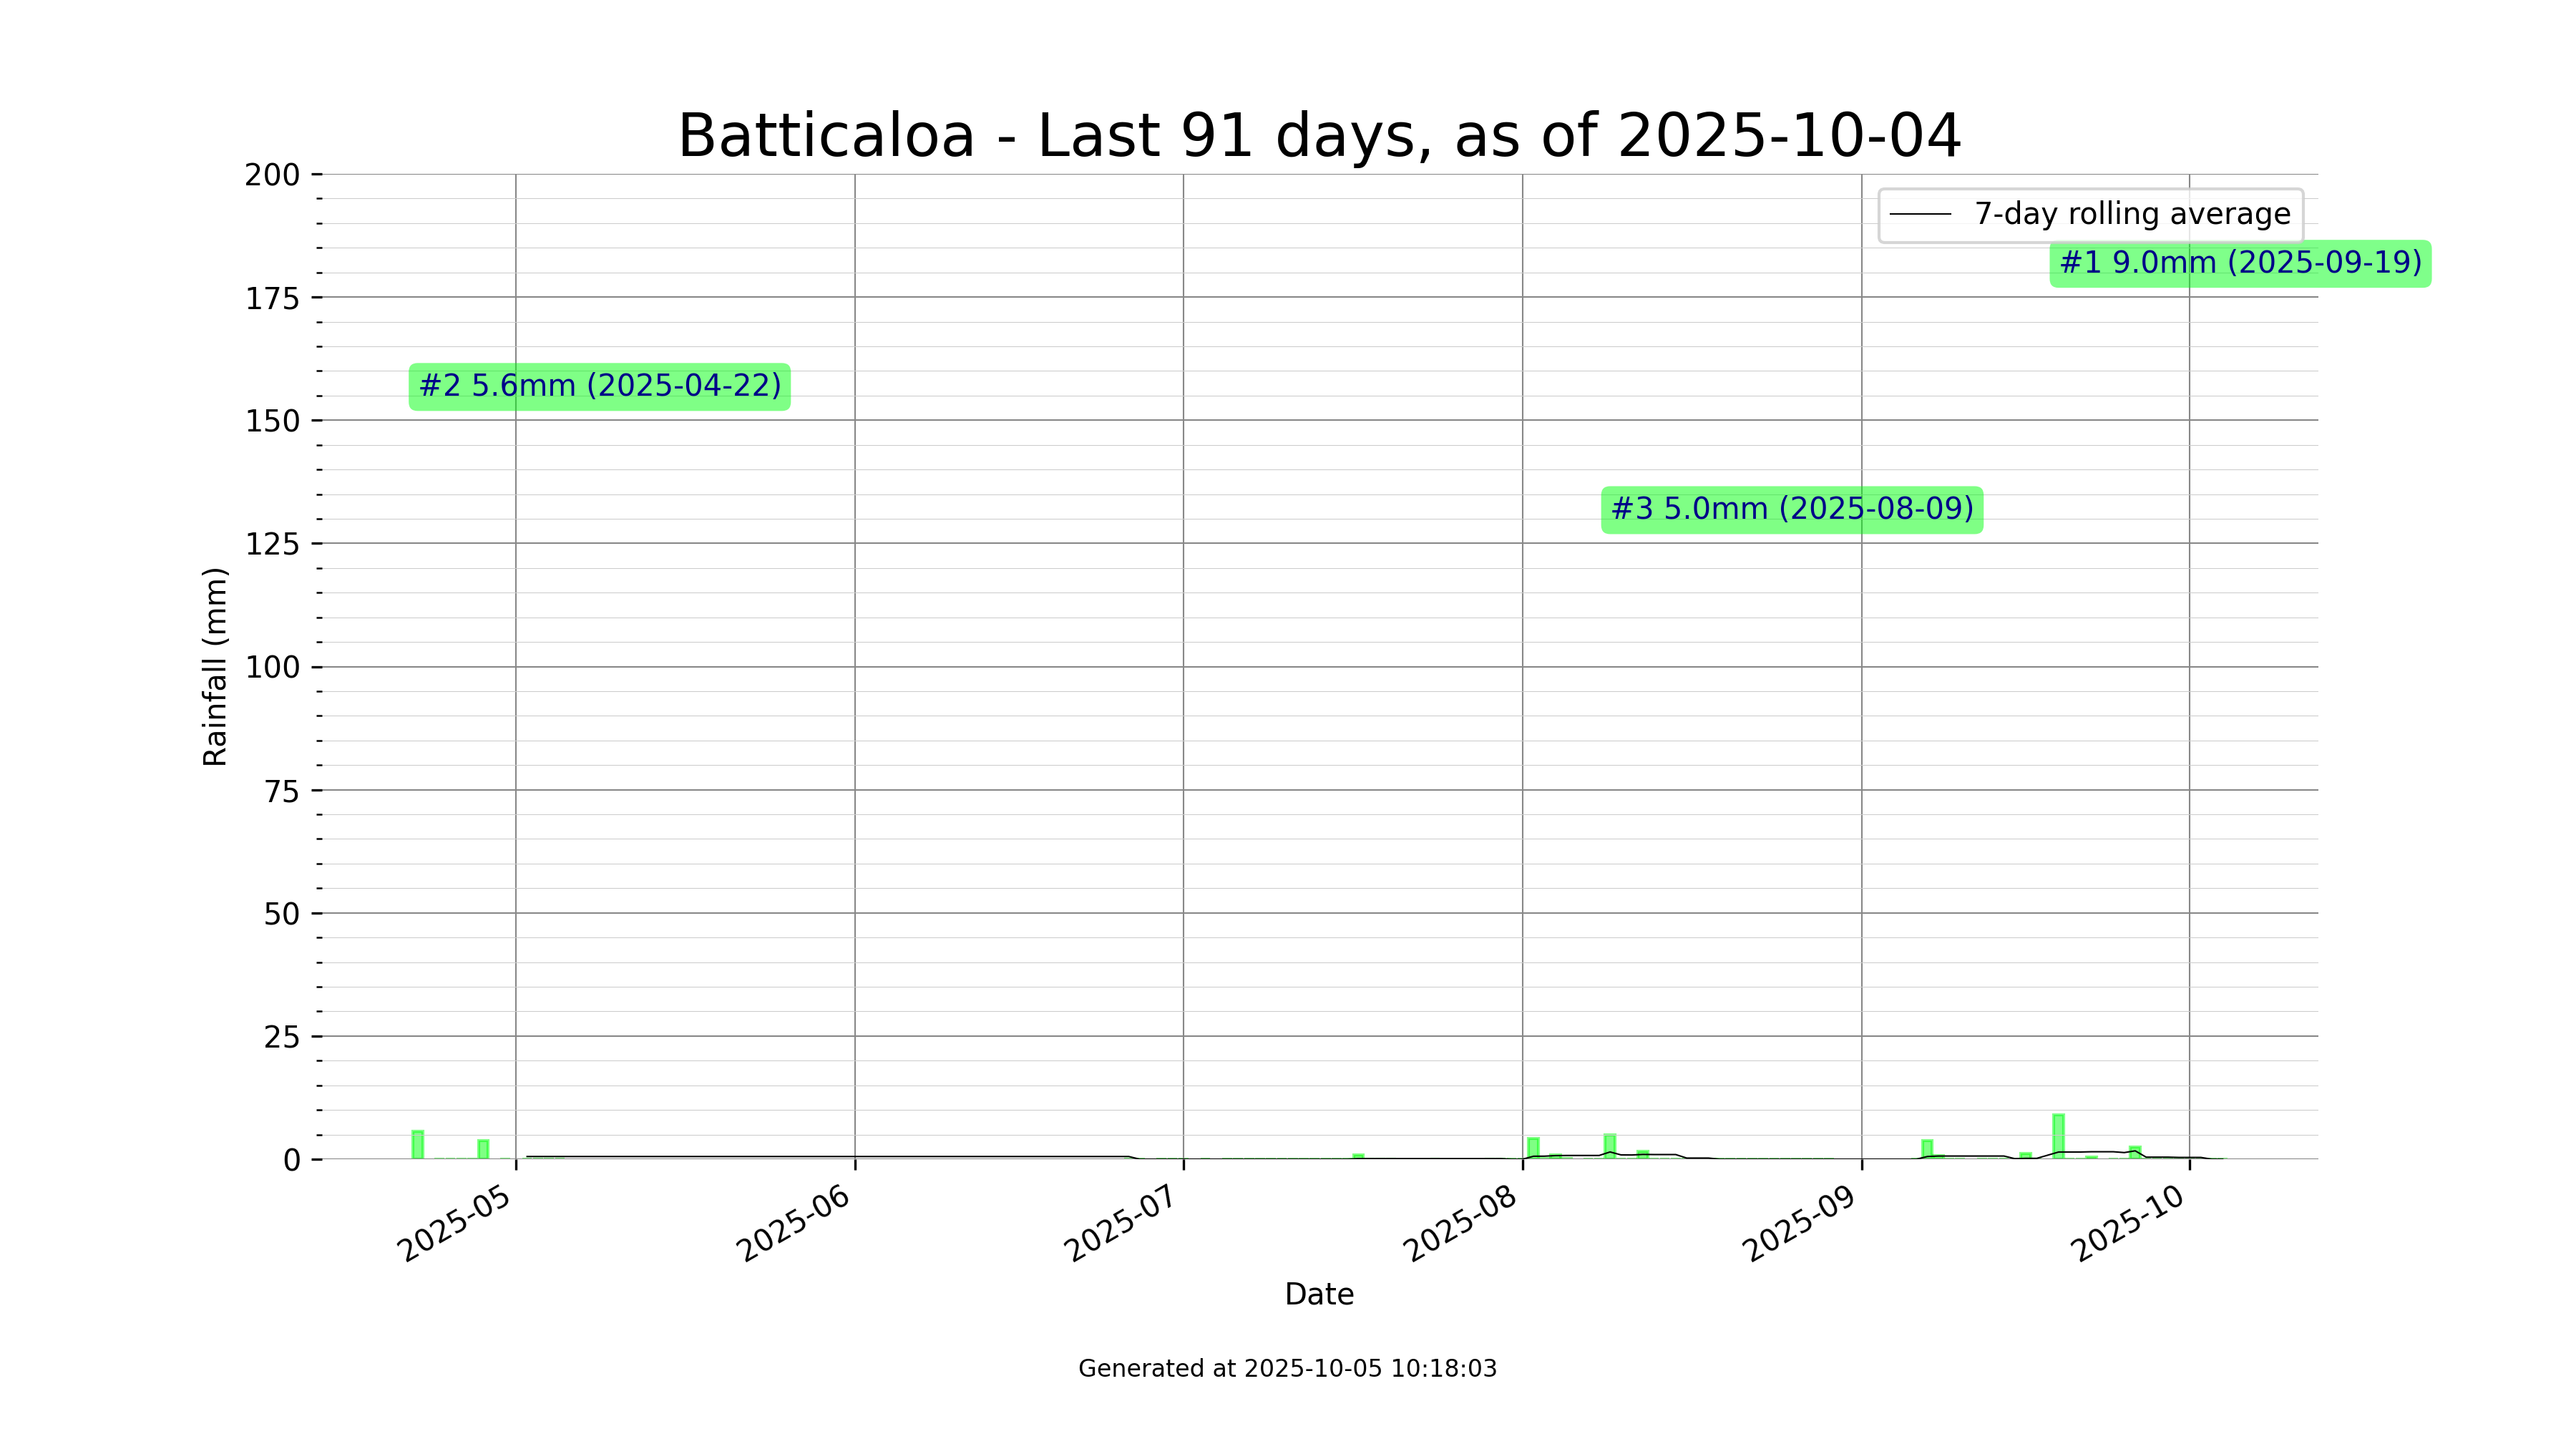 Batticaloa - Last 91 days, as of 2025-10-04
200
175
150
125
100
75
50
25
0
Rainfall (mm)
7-day rolling average
#1 9.0mm (2025-09-19)
#2 5.6mm (2025-04-22)
#3 5.0mm (2025-08-09)
2025-05
2025-06
2025-07
2025-08
2025-09
2025-10
Date
Generated at 2025-10-05 10:18:03